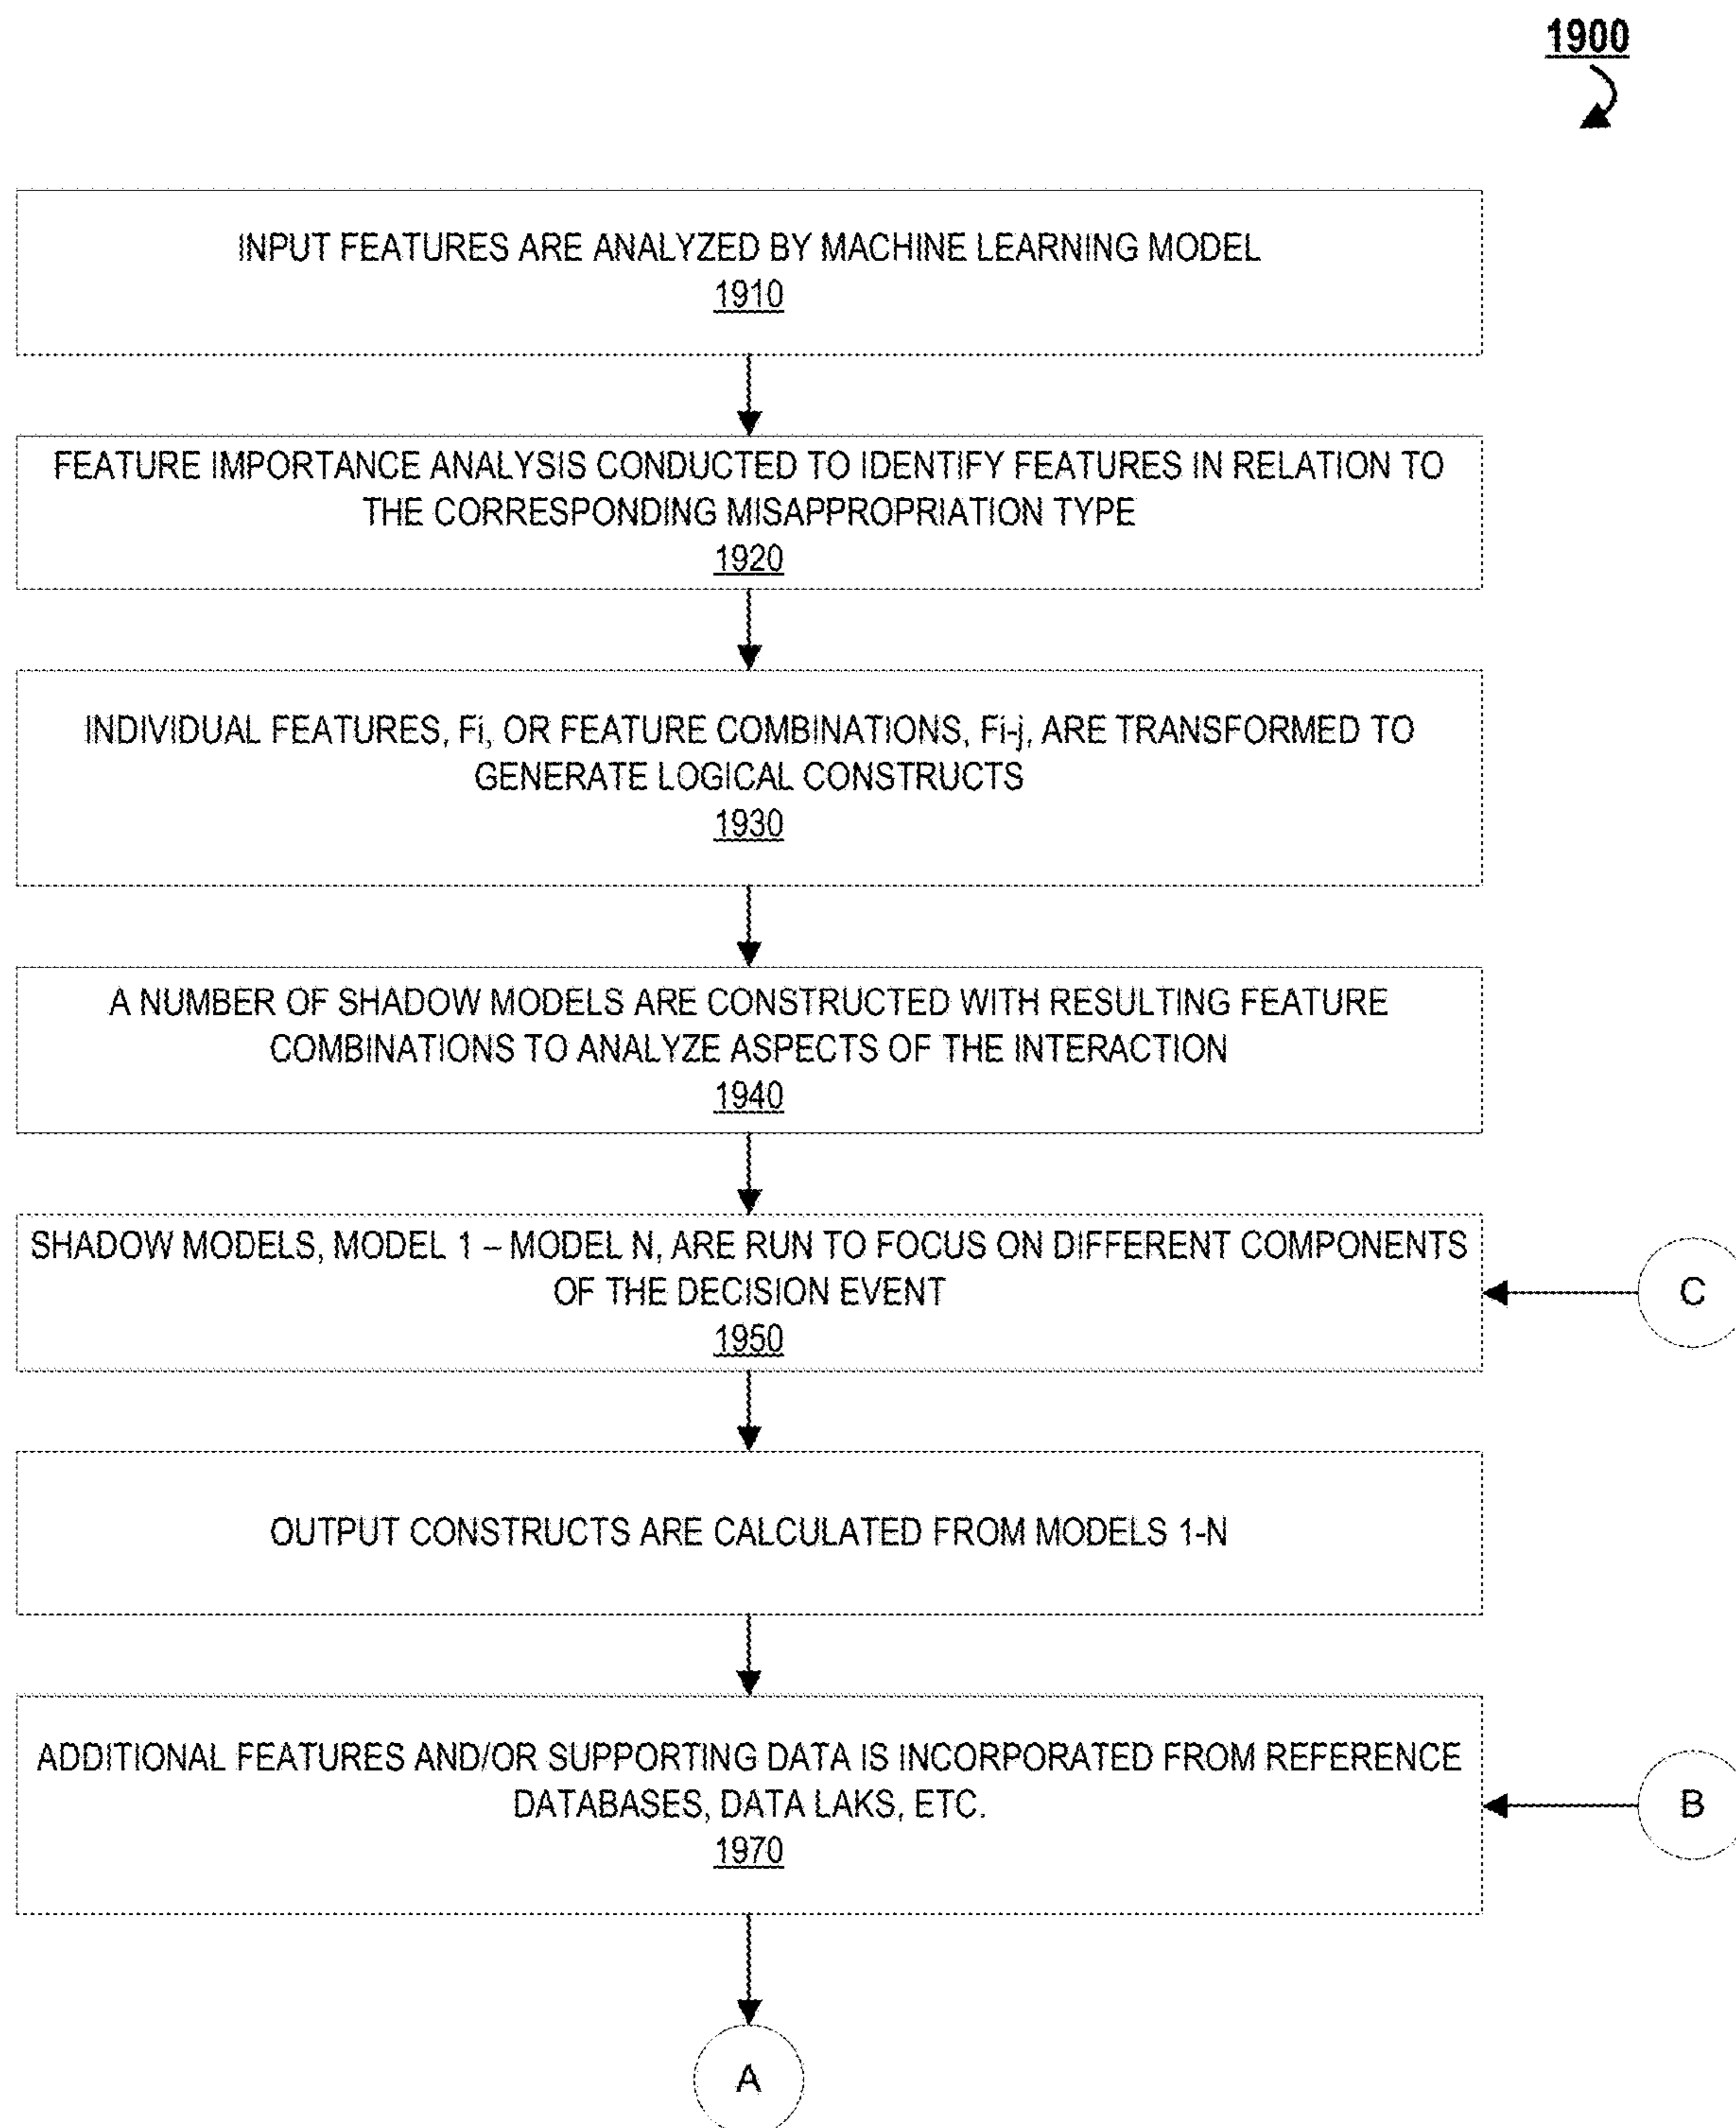 1900
INPUT FEATURES ARE ANALYZED BY MACHINE LEARNING MODEL
1910
FEATURE IMPORTANCE ANALYSIS CONDUCTED TO IDENTIFY FEATURES IN RELATION TO
THE CORRESPONDING MISAPPROPRIATION TYPE
1920
INDIVIDUAL FEATURES, Fi, OR FEATURE COMBINATIONS, Fi-j, ARE TRANSFORMED TO
GENERATE LOGICAL CONSTRUCTS
1930
A NUMBER OF SHADOW MODELS ARE CONSTRUCTED WITH RESULTING FEATURE
COMBINATIONS TO ANALYZE ASPECTS OF THE INTERACTION
1940
SHADOW MODELS, MODEL 1 – MODEL N, ARE RUN TO FOCUS ON DIFFERENT COMPONENTS
OF THE DECISION EVENT
1950
C
OUTPUT CONSTRUCTS ARE CALCULATED FROM MODELS 1-N
ADDITIONAL FEATURES AND/OR SUPPORTING DATA IS INCORPORATED FROM REFERENCE
DATABASES, DATA LAKS, ETC.
1970
B
A